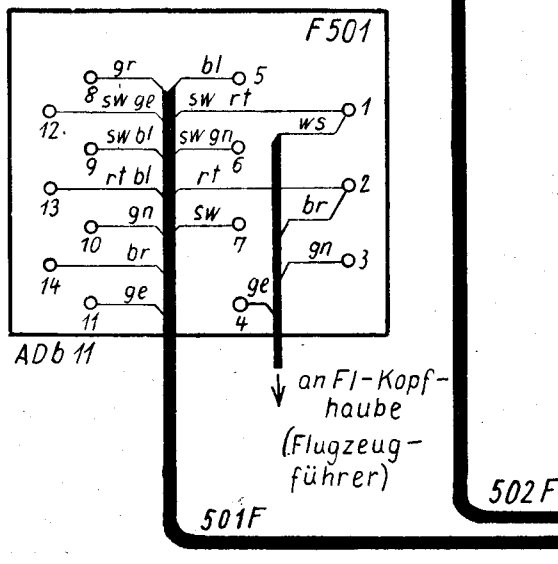 F501
gr bl 5
8 sw ge sw rt 1
12. ws
sw bl sw gn
9 6
rt bl rt 2
13 br
gn sw
10 7 gn 3
br
14 ge
ge
11 4
ADb 11
an FI-Kopf-
haube
(Flugzeug-
führer)
502F
501F